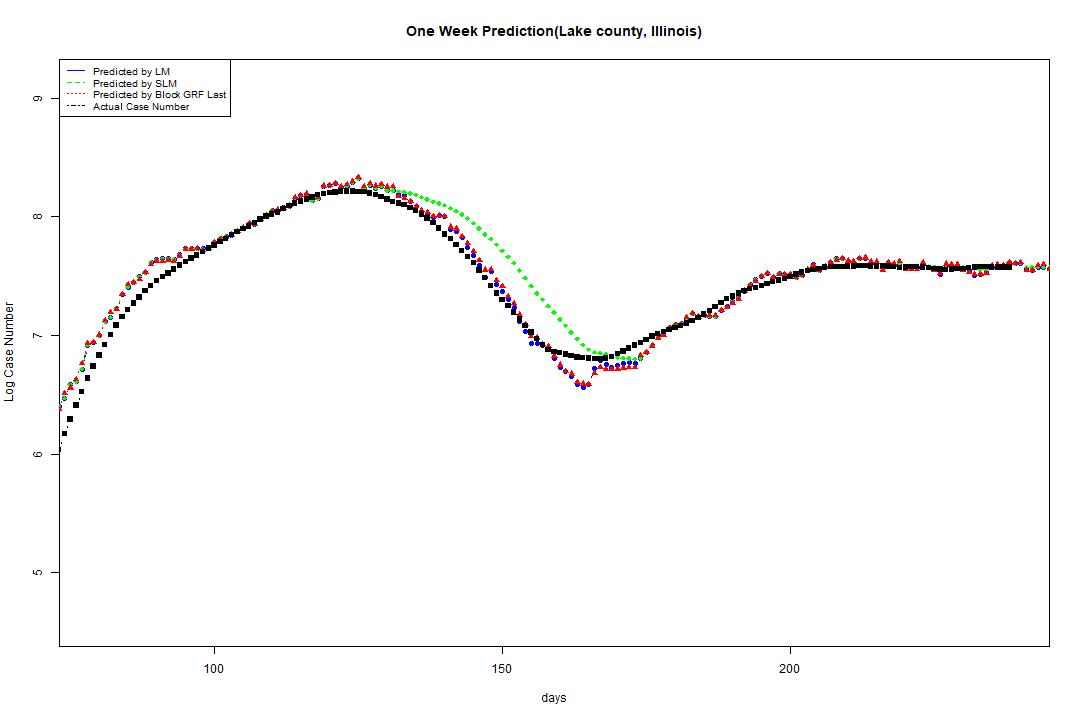 One Week Prediction(Lake county, Illinois)
Predicted by LM
Predicted by SLM
Predicted by Block GRF Last
Actual Case Number
9
8
7
6
5
Log Case Number
100 150 200
days